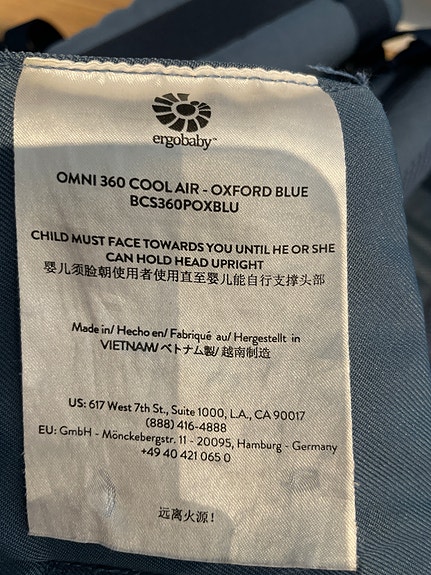 ergobaby™
OMNI 360 COOL AIR - OXFORD BLUE
BCS360POXBLU
CHILD MUST FACE TOWARDS YOU UNTIL HE OR SHE
CAN HOLD HEAD UPRIGHT
婴儿须脸朝使用者使用直至婴儿能自行支撑头部
Made in/ Hecho en/ Fabriqué au/ Hergestellt in
VIETNAM/ ベトナム製/ 越南制造
US: 617 West 7th St., Suite 1000, L.A., CA 90017
(888) 416-4888
EU: GmbH - Mönckebergstr. 11 - 20095, Hamburg - Germany
+49 40 421 065 0
远离火源！